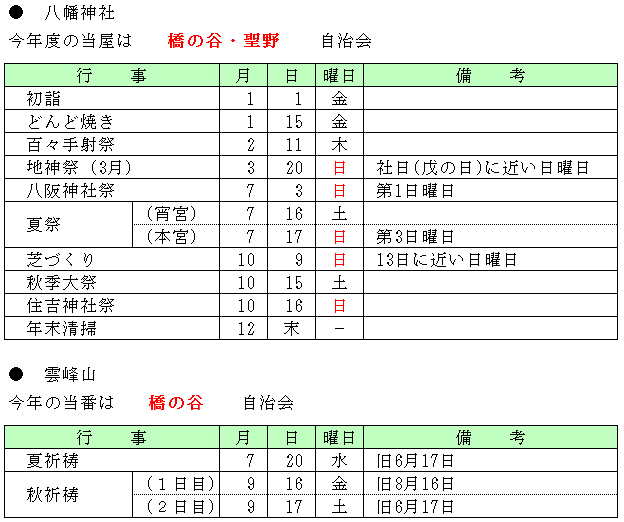 ● 八幡神社
今年度の当屋は 橋の谷・聖野 自治会
行 事 月 日 曜日 備 考
初詣 1 1 金
どんど焼き 1 15 金
百々手射祭 2 11 木
地神祭(3月) 3 20 日 社日(戊の日)に近い日曜日
八阪神社祭 7 3 日 第1日曜日
夏祭 (宵宮) 7 16 土
(本宮) 7 17 日 第3日曜日
芝づくり 10 9 日 13日に近い日曜日
秋季大祭 10 15 土
住吉神社祭 10 16 日
年末清掃 12 末 −
● 雲峰山
今年の当番は 橋の谷 自治会
行 事 月 日 曜日 備 考
夏祈祷 7 20 水 旧6月17日
秋祈祷 (1日目) 9 16 金 旧8月16日
(2日目) 9 17 土 旧6月17日